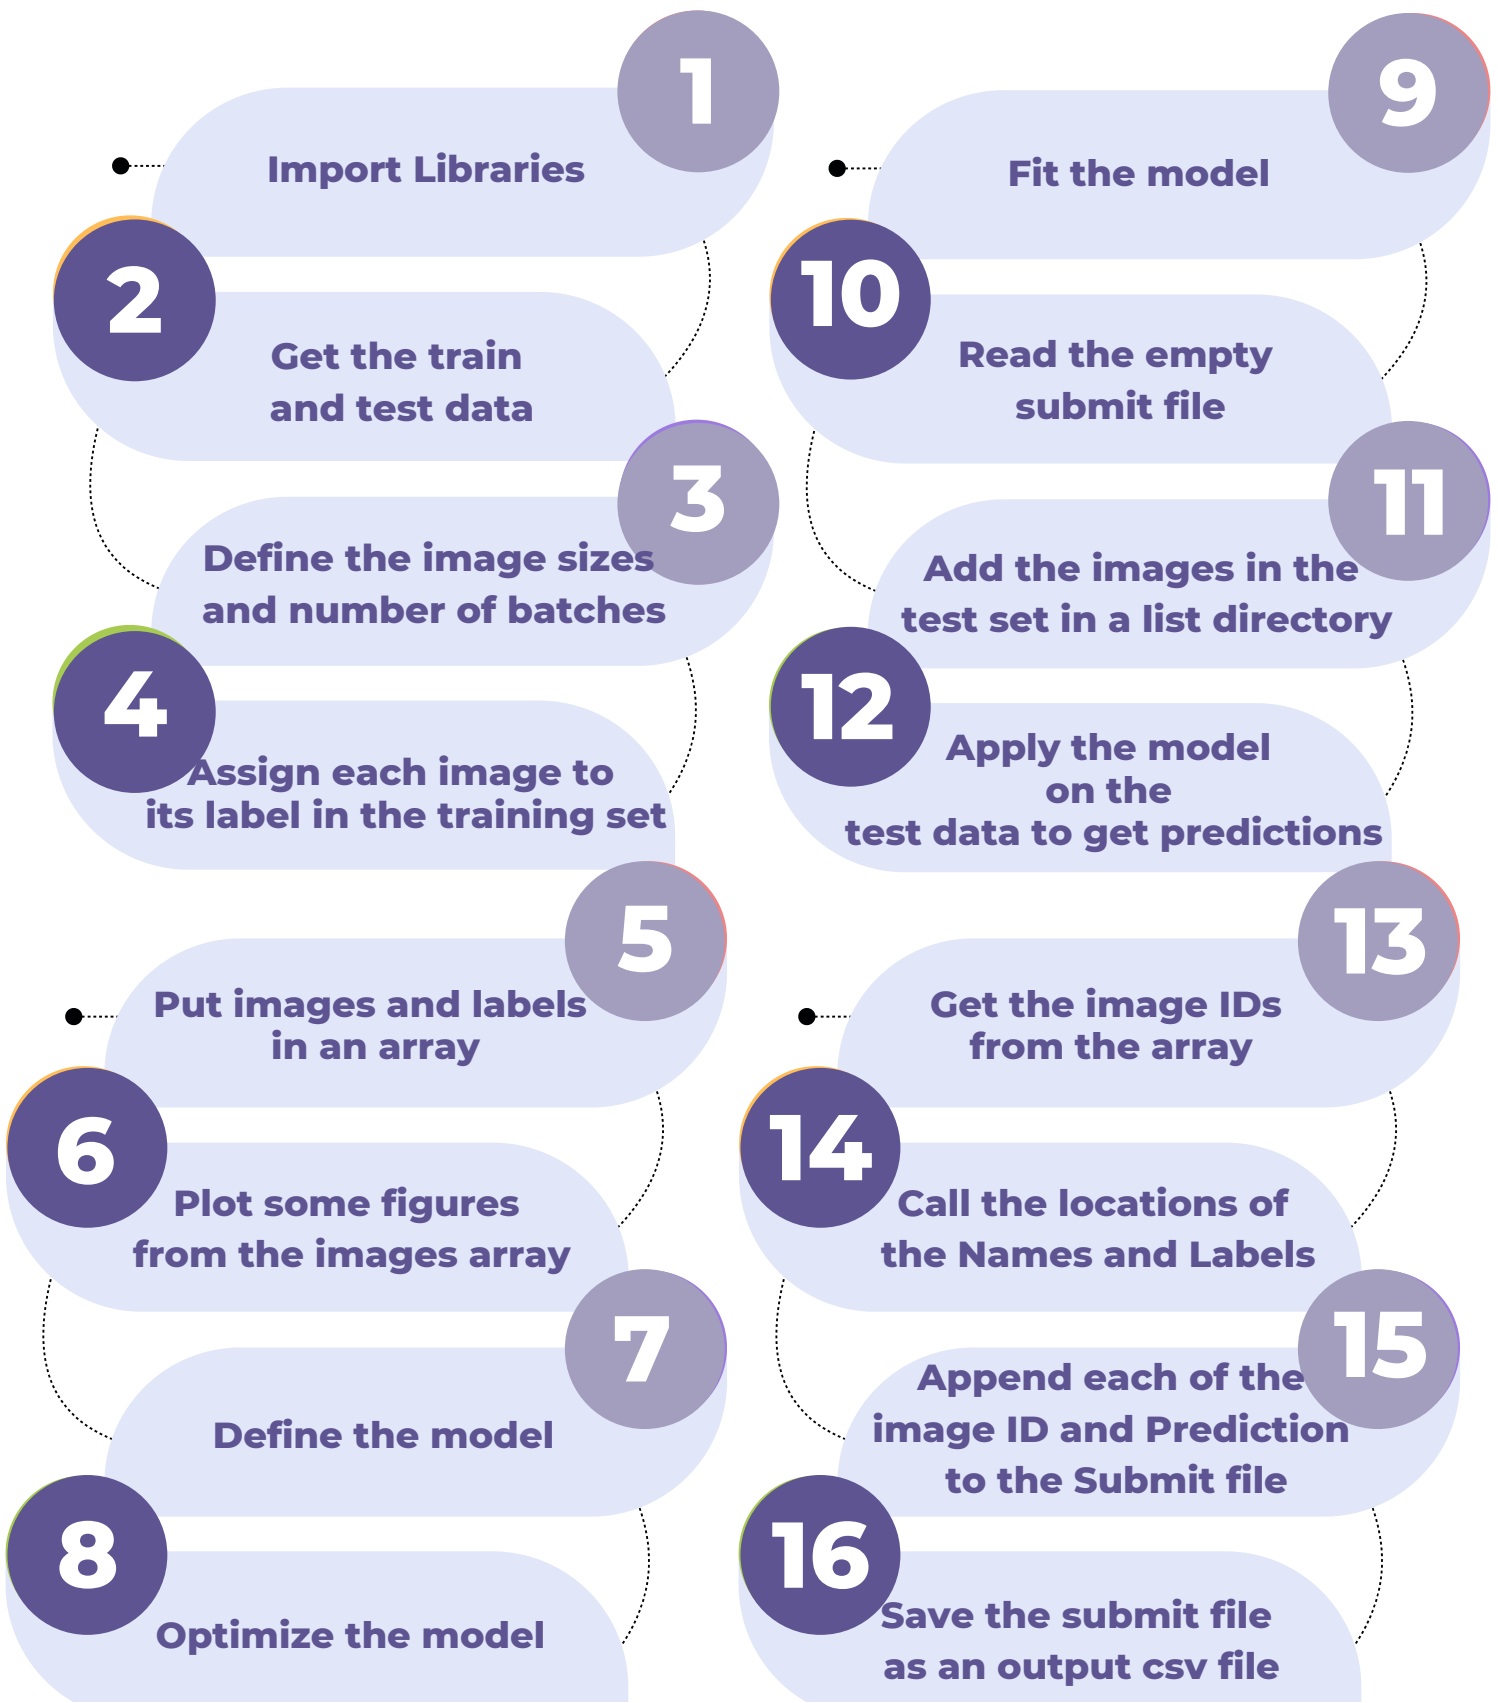 1
Import Libraries
2
Get the train
and test data
3
Define the image sizes
and number of batches
4
Assign each image to
its label in the training set
5
Put images and labels
in an array
6
Plot some figures
from the images array
7
Define the model
8
Optimize the model
9
Fit the model
10
Read the empty
submit file
11
Add the images in the
test set in a list directory
12
Apply the model
on the
test data to get predictions
13
Get the image IDs
from the array
14
Call the locations of
the Names and Labels
15
Append each of the
image ID and Prediction
to the Submit file
16
Save the submit file
as an output csv file